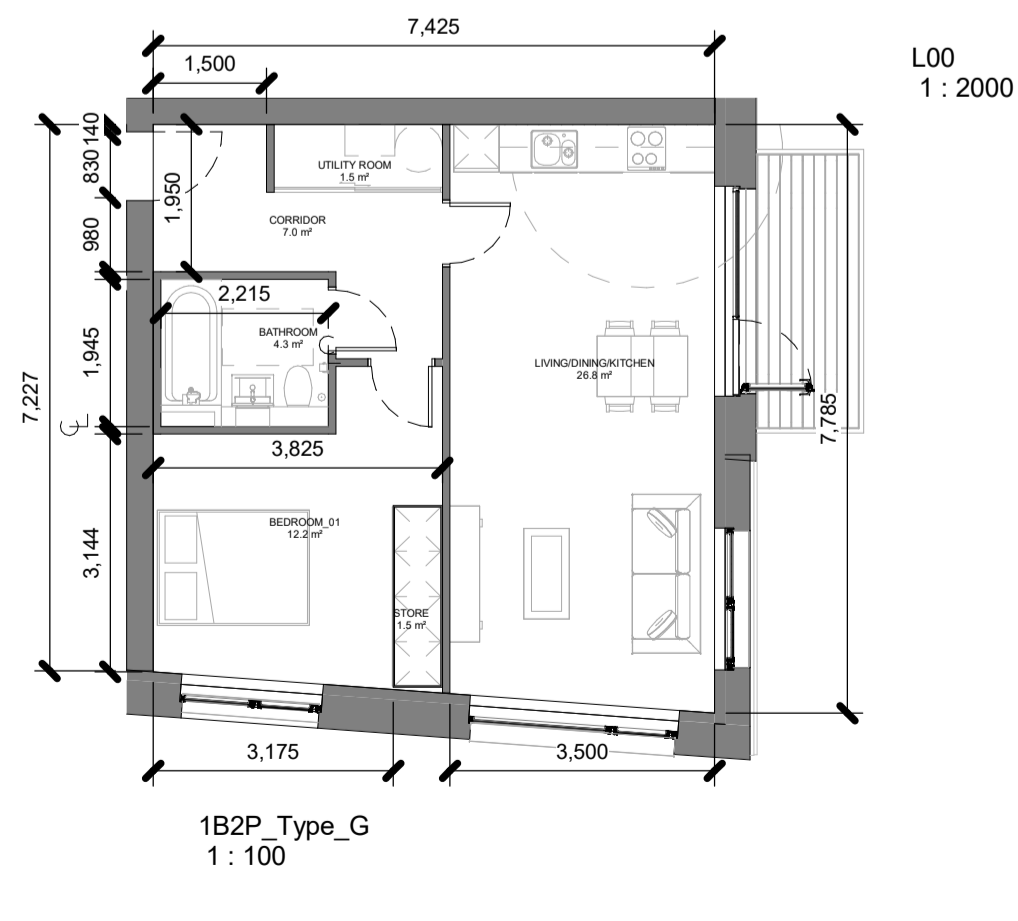 7,425
L00
1 : 2000
1,500
140
830
UTILITY ROOM
1.5 m²
1,950
CORRIDOR
7.0 m²
980
2,215
BATHROOM
4.3 m²
1,945
LIVING/DINING/KITCHEN
26.8 m²
7,227
7,785
3,825
BEDROOM_01
12.2 m²
3,144
STORE
1.5 m²
3,175
3,500
1B2P_Type_G
1 : 100